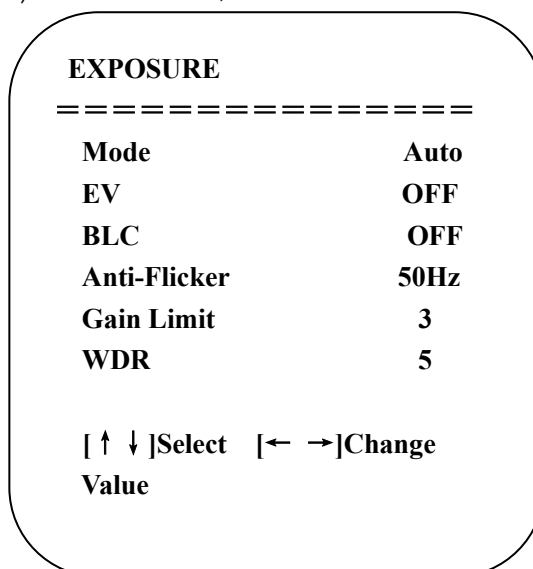 EXPOSURE
===============
Mode Auto
EV OFF
BLC OFF
Anti-Flicker 50Hz
Gain Limit 3
WDR 5
[↑ ↓]Select [← →]Change
Value